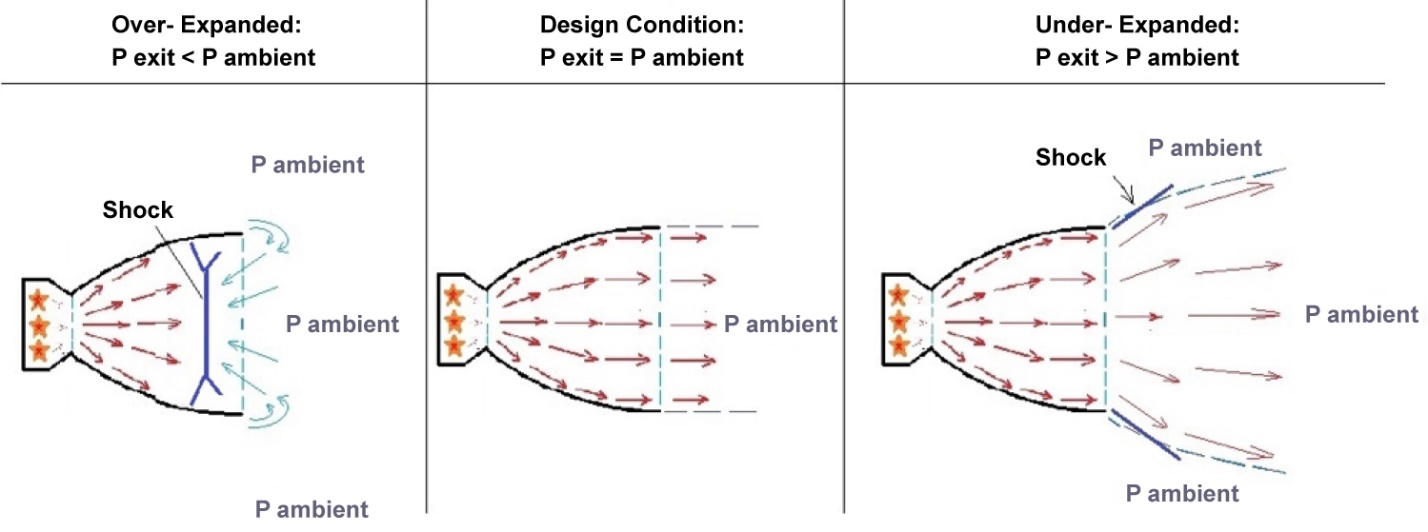 Over- Expanded:
P exit < P ambient
P ambient
Shock
P ambient
P ambient
Design Condition:
P exit = P ambient
P ambient
Under- Expanded:
P exit > P ambient
Shock
P ambient
P ambient
P ambient